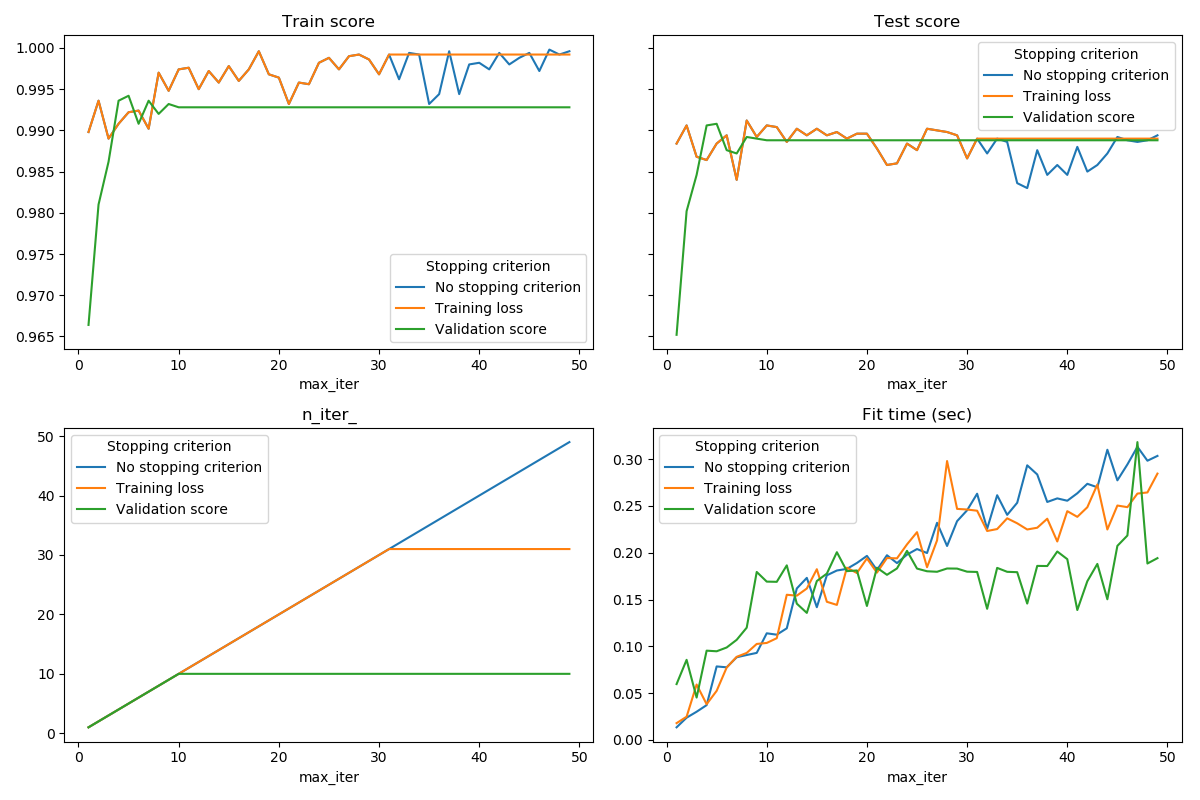 Train score
1.000
0.995
0.990
0.985
0.980
0.975
0.970
0.965
Stopping criterion
No stopping criterion
Training loss
Validation score
0 10 20 30 40 50
max_iter
Test score
Stopping criterion
No stopping criterion
Training loss
Validation score
0 10 20 30 40 50
max_iter
n_iter_
50
40
30
20
10
0
Stopping criterion
No stopping criterion
Training loss
Validation score
0 10 20 30 40 50
max_iter
Fit time (sec)
0.30
0.25
0.20
0.15
0.10
0.05
0.00
Stopping criterion
No stopping criterion
Training loss
Validation score
0 10 20 30 40 50
max_iter